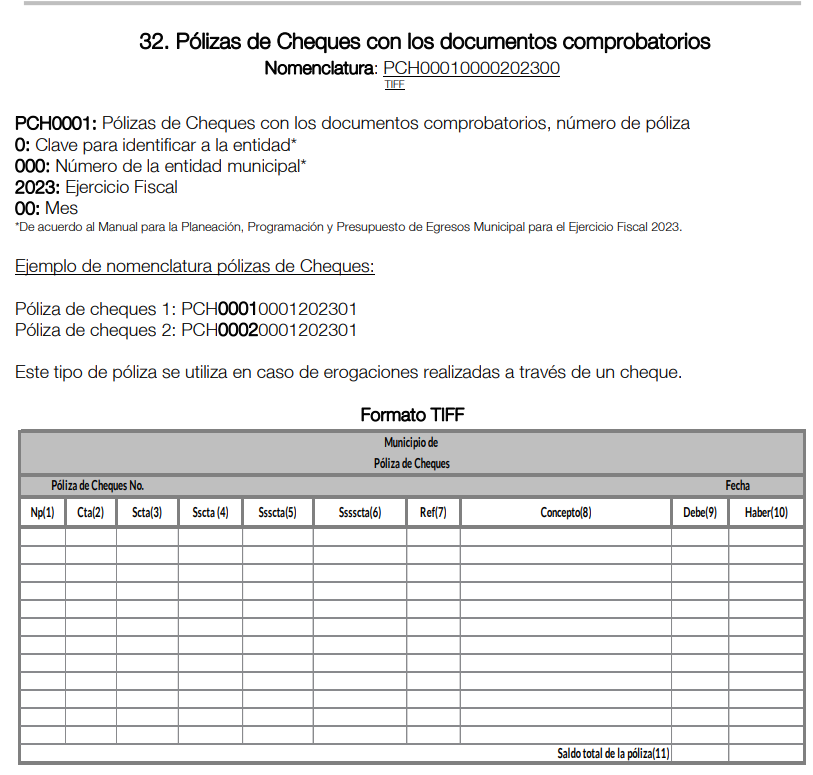 32. Pólizas de Cheques con los documentos comprobatorios
Nomenclatura: PCH00010000202300
TIFF
PCH0001: Pólizas de Cheques con los documentos comprobatorios, número de póliza
0: Clave para identificar a la entidad*
000: Número de la entidad municipal*
2023: Ejercicio Fiscal
00: Mes
*De acuerdo al Manual para la Planeación, Programación y Presupuesto de Egresos Municipal para el Ejercicio Fiscal 2023.
Ejemplo de nomenclatura pólizas de Cheques:
Póliza de cheques 1: PCH00010001202301
Póliza de cheques 2: PCH00020001202301
Este tipo de póliza se utiliza en caso de erogaciones realizadas a través de un cheque.
Formato TIFF
Municipio de
Póliza de Cheques
Póliza de Cheques No. Fecha
Np(1) Cta(2) Scta(3) Sscta (4) Ssscta(5) Sssscta(6) Ref(7) Concepto(8) Debe(9) Haber(10)
Saldo total de la póliza(11)